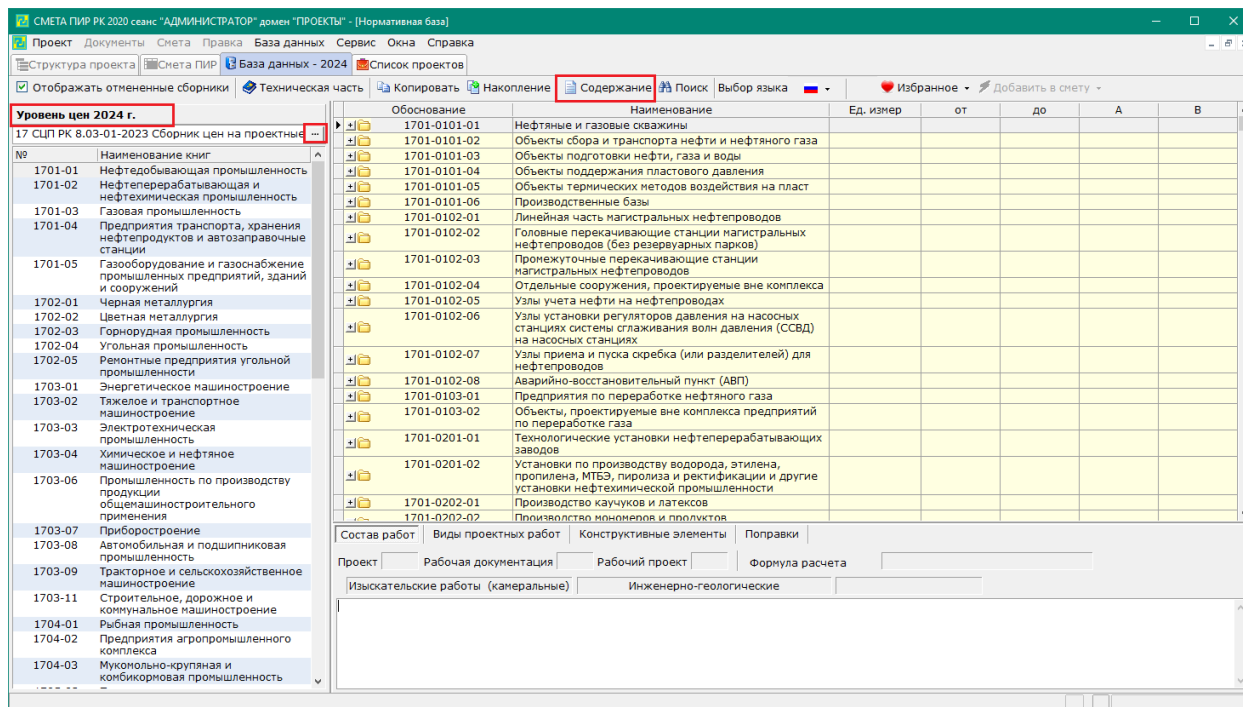 СМЕТА ПИР РК 2020 сеанс "АДМИНИСТРАТОР" домен "ПРОЕКТЫ" - [Нормативная база]
Проект Документы Смета Правка База данных Сервис Окна Справка
Структура проекта Смета ПИР База данных - 2024 Список проектов
Отображать отмененные сборники Техническая часть Копировать Накопление Содержание Поиск Выбор языка Избранное Добавить в смету
Уровень цен 2024 г.
17 СЦП РК 8.03-01-2023 Сборник цен на проектные ...
№ Наименование книг
1701-01 Нефтедобывающая промышленность
1701-02 Нефтеперерабатывающая и
нефтехимическая промышленность
1701-03 Газовая промышленность
1701-04 Предприятия транспорта, хранения
нефтепродуктов и автозаправочные
станции
1701-05 Газооборудование и газоснабжение
промышленных предприятий, зданий
и сооружений
1702-01 Черная металлургия
1702-02 Цветная металлургия
1702-03 Горнорудная промышленность
1702-04 Угольная промышленность
1702-05 Ремонтные предприятия угольной
промышленности
1703-01 Энергетическое машиностроение
1703-02 Тяжелое и транспортное
машиностроение
1703-03 Электротехническая
промышленность
1703-04 Химическое и нефтяное
машиностроение
1703-06 Промышленность по производству
продукции
общемашиностроительного
применения
1703-07 Приборостроение
1703-08 Автомобильная и подшипниковая
промышленность
1703-09 Тракторное и сельскохозяйственное
машиностроение
1703-11 Строительное, дорожное и
коммунальное машиностроение
1704-01 Рыбная промышленность
1704-02 Предприятия агропромышленного
комплекса
1704-03 Мукомольно-крупяная и
комбикормовая промышленность
Обоснование Наименование Ед. измер от до А В
1701-0101-01 Нефтяные и газовые скважины
1701-0101-02 Объекты сбора и транспорта нефти и нефтяного газа
1701-0101-03 Объекты подготовки нефти, газа и воды
1701-0101-04 Объекты поддержания пластового давления
1701-0101-05 Объекты термических методов воздействия на пласт
1701-0101-06 Производственные базы
1701-0102-01 Линейная часть магистральных нефтепроводов
1701-0102-02 Головные перекачивающие станции магистральных
нефтепроводов (без резервуарных парков)
1701-0102-03 Промежуточные перекачивающие станции
магистральных нефтепроводов
1701-0102-04 Отдельные сооружения, проектируемые вне комплекса
1701-0102-05 Узлы учета нефти на нефтепроводах
1701-0102-06 Узлы установки регуляторов давления на насосных
станциях системы сглаживания волн давления (ССВД)
на насосных станциях
1701-0102-07 Узлы приема и пуска скребка (или разделителей) для
нефтепроводов
1701-0102-08 Аварийно-восстановительный пункт (АВП)
1701-0103-01 Предприятия по переработке нефтяного газа
1701-0103-02 Объекты, проектируемые вне комплекса предприятий
по переработке газа
1701-0201-01 Технологические установки нефтеперерабатывающих
заводов
1701-0201-02 Установки по производству водорода, этилена,
пропилена, МТБЭ, пиролиза и ректификации и другие
установки нефтехимической промышленности
1701-0202-01 Производство каучуков и латексов
1701-0202-02 Производство мономеров и продуктов
Состав работ Виды проектных работ Конструктивные элементы Поправки
Проект Рабочая документация Рабочий проект Формула расчета
Изыскательские работы (камеральные) Инженерно-геологические